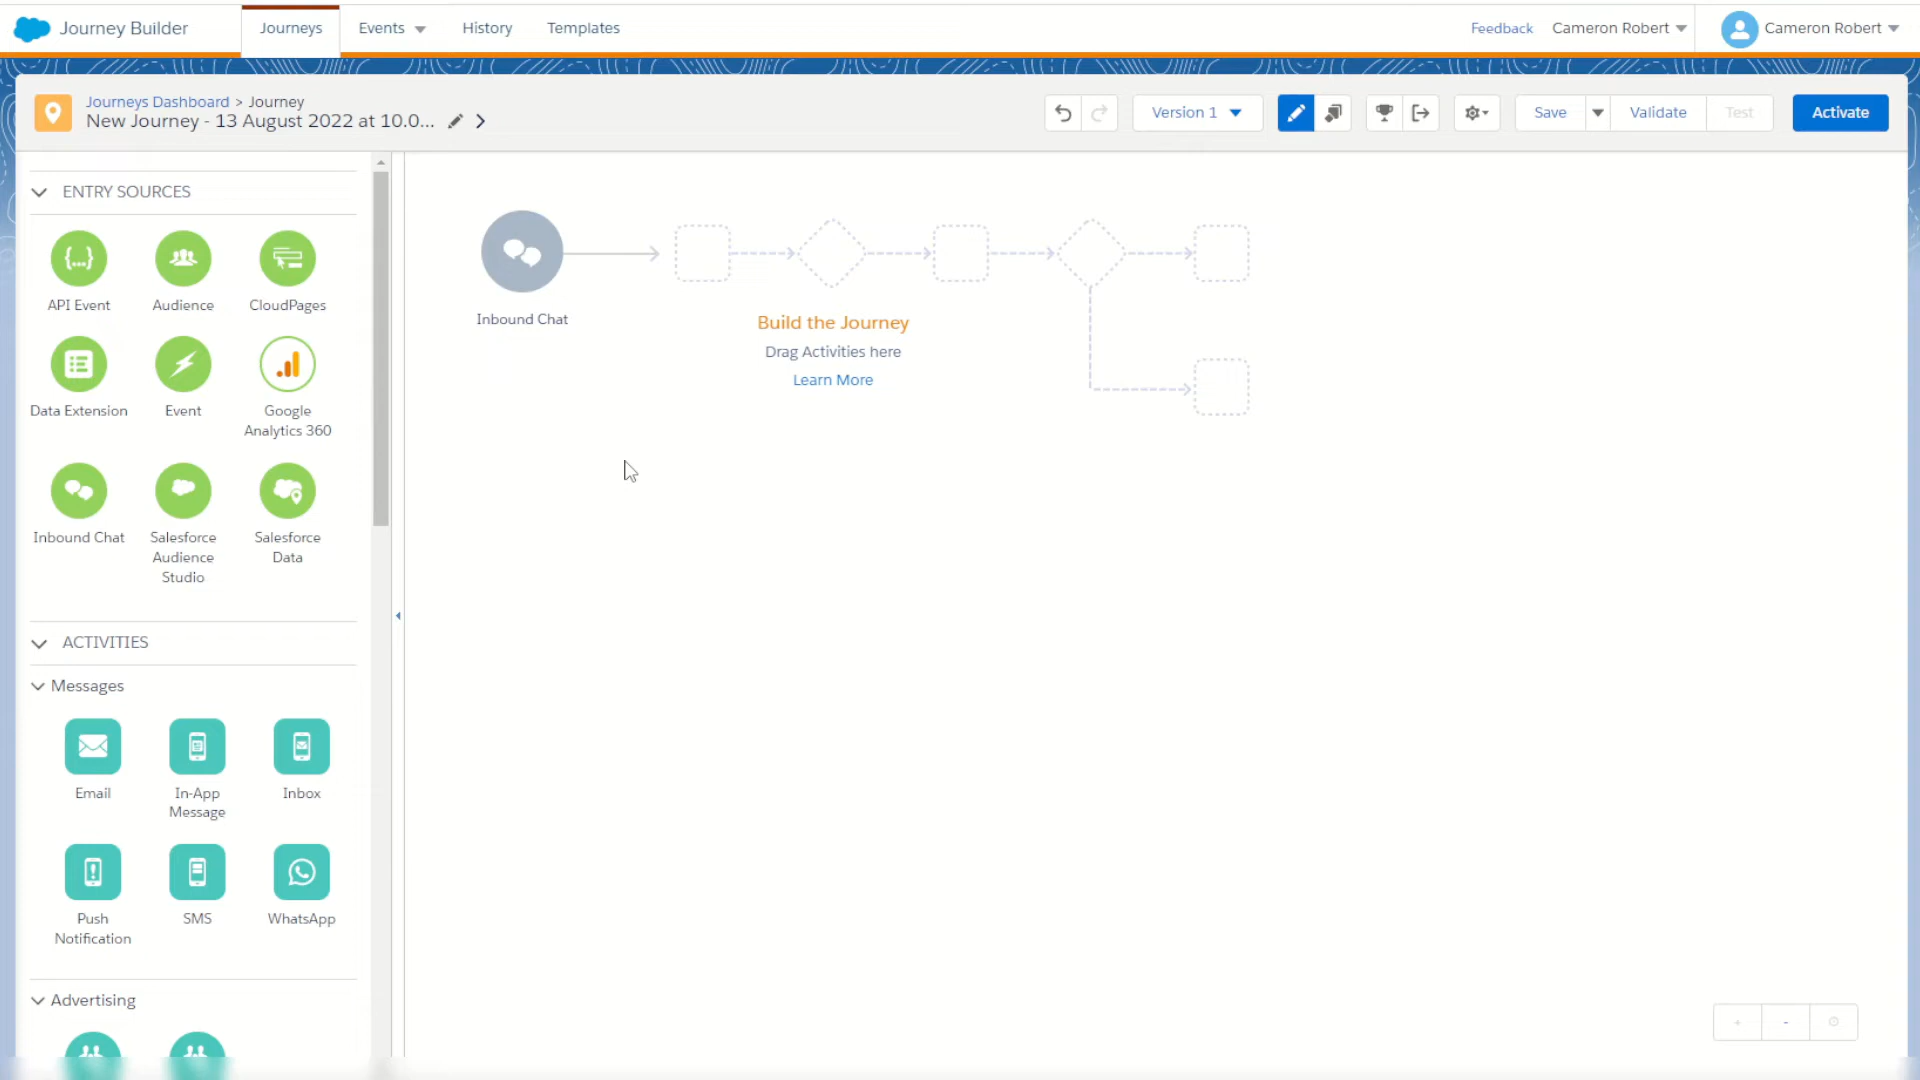 Journey Builder
Journeys
Events
History
Templates
Feedback
Cameron Robert
Cameron Robert
Journeys Dashboard > Journey
New Journey - 13 August 2022 at 10.0...
Version 1
Save
Validate
Test
Activate
ENTRY SOURCES
API Event
Audience
CloudPages
Data Extension
Event
Google
Analytics 360
Inbound Chat
Salesforce
Audience
Studio
Salesforce
Data
ACTIVITIES
Messages
Email
In-App
Message
Inbox
Push
Notification
SMS
WhatsApp
Advertising
Inbound Chat
Build the Journey
Drag Activities here
Learn More